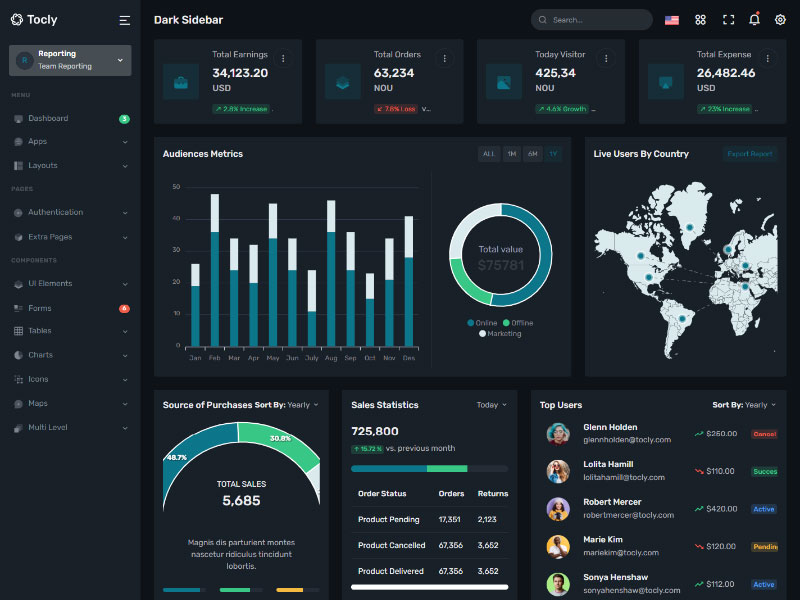 Tocly
Dark Sidebar
Search...
R
Reporting
Team Reporting
MENU
Dashboard
3
Apps
Layouts
PAGES
Authentication
Extra Pages
COMPONENTS
UI Elements
Forms
6
Tables
Charts
Icons
Maps
Multi Level
Total Earnings
34,123.20
USD
2.8% Increase
Total Orders
63,234
NOU
7.8% Loss v...
Today Visitor
425,34
NOU
4.6% Growth ...
Total Expense
26,482.46
USD
23% Increase ..
Audiences Metrics
ALL 1M 6M 1Y
50
40
30
20
10
0
Jan Feb Mar Apr May Jun July Aug Sep Oct Nov Des
Total value
$75781
Online Offline
Marketing
Live Users By Country
Export Report
Source of Purchases Sort By: Yearly
48.7%
30.8%
TOTAL SALES
5,685
Magnis dis parturient montes
nascetur ridiculus tincidunt
lobortis.
Sales Statistics
Today
725,800
15.72 % vs. previous month
Order Status Orders Returns
Product Pending 17,351 2,123
Product Cancelled 67,356 3,652
Product Delivered 67,356 3,652
Top Users
Sort By: Yearly
Glenn Holden
glennholden@tocly.com
$250.00
Cancel
Lolita Hamill
lolitahamill@tocly.com
$110.00
Succes
Robert Mercer
robertmercer@tocly.com
$420.00
Active
Marie Kim
mariekim@tocly.com
$120.00
Pending
Sonya Henshaw
sonyahenshaw@tocly.com
$112.00
Active